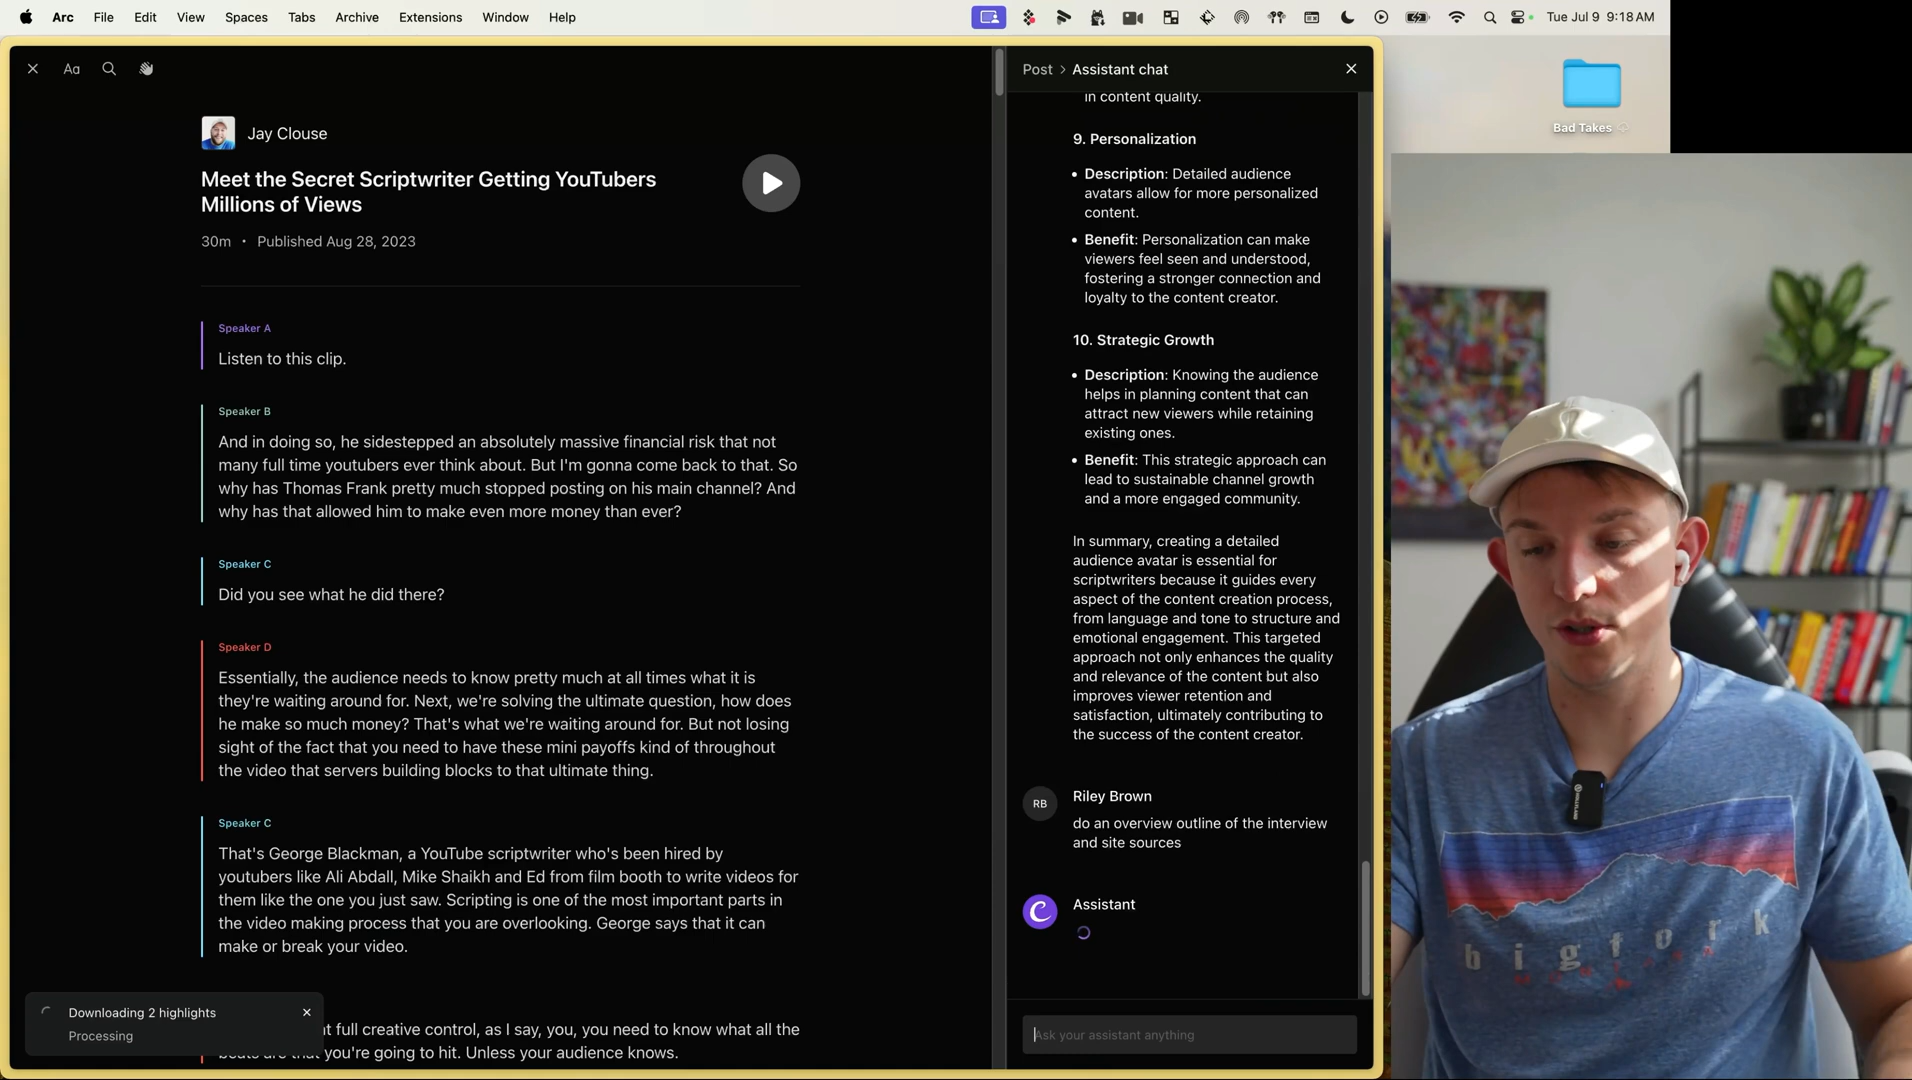 Arc File Edit View Spaces Tabs Archive Extensions Window Help
Tue Jul 9 9:18 AM
Aa
Jay Clouse
Meet the Secret Scriptwriter Getting YouTubers
Millions of Views
30m • Published Aug 28, 2023
Speaker A
Listen to this clip.
Speaker B
And in doing so, he sidestepped an absolutely massive financial risk that not
many full time youtubers ever think about. But I'm gonna come back to that. So
why has Thomas Frank pretty much stopped posting on his main channel? And
why has that allowed him to make even more money than ever?
Speaker C
Did you see what he did there?
Speaker D
Essentially, the audience needs to know pretty much at all times what it is
they're waiting around for. Next, we're solving the ultimate question, how does
he make so much money? That's what we're waiting around for. But not losing
sight of the fact that you need to have these mini payoffs kind of throughout
the video that servers building blocks to that ultimate thing.
Speaker C
That's George Blackman, a YouTube scriptwriter who's been hired by
youtubers like Ali Abdall, Mike Shaikh and Ed from film booth to write videos for
them like the one you just saw. Scripting is one of the most important parts in
the video making process that you are overlooking. George says that it can
make or break your video.
full creative control, as I say, you, you need to know what all the
you're going to hit. Unless your audience knows.
Downloading 2 highlights
Processing
Post > Assistant chat
in content quality.
9. Personalization
• Description: Detailed audience
avatars allow for more personalized
content.
• Benefit: Personalization can make
viewers feel seen and understood,
fostering a stronger connection and
loyalty to the content creator.
10. Strategic Growth
• Description: Knowing the audience
helps in planning content that can
attract new viewers while retaining
existing ones.
• Benefit: This strategic approach can
lead to sustainable channel growth
and a more engaged community.
In summary, creating a detailed
audience avatar is essential for
scriptwriters because it guides every
aspect of the content creation process,
from language and tone to structure and
emotional engagement. This targeted
approach not only enhances the quality
and relevance of the content but also
improves viewer retention and
satisfaction, ultimately contributing to
the success of the content creator.
RB
Riley Brown
do an overview outline of the interview
and site sources
Assistant
Ask your assistant anything
Bad Takes
bigfork